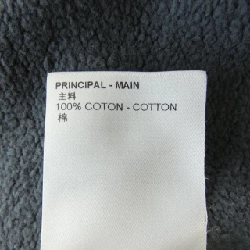 PRINCIPAL - MAIN
主料
100% COTON - COTTON
棉